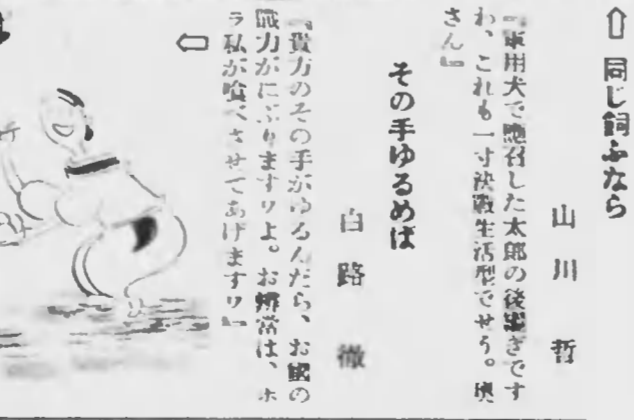 ⇧ 同じ飼ふなら
山川 哲
『軍用犬で應召した太郎の後繼ぎです
わ、これも一寸決戰生活型でせう。奥
さん』
その手ゆるめば
白路 徹
『貴方のその手がゆるんだら、お國の
戰力がにぶりますワよ。お辨當は、ホ
ラ私が喰べさせてあげますワ』
⇦